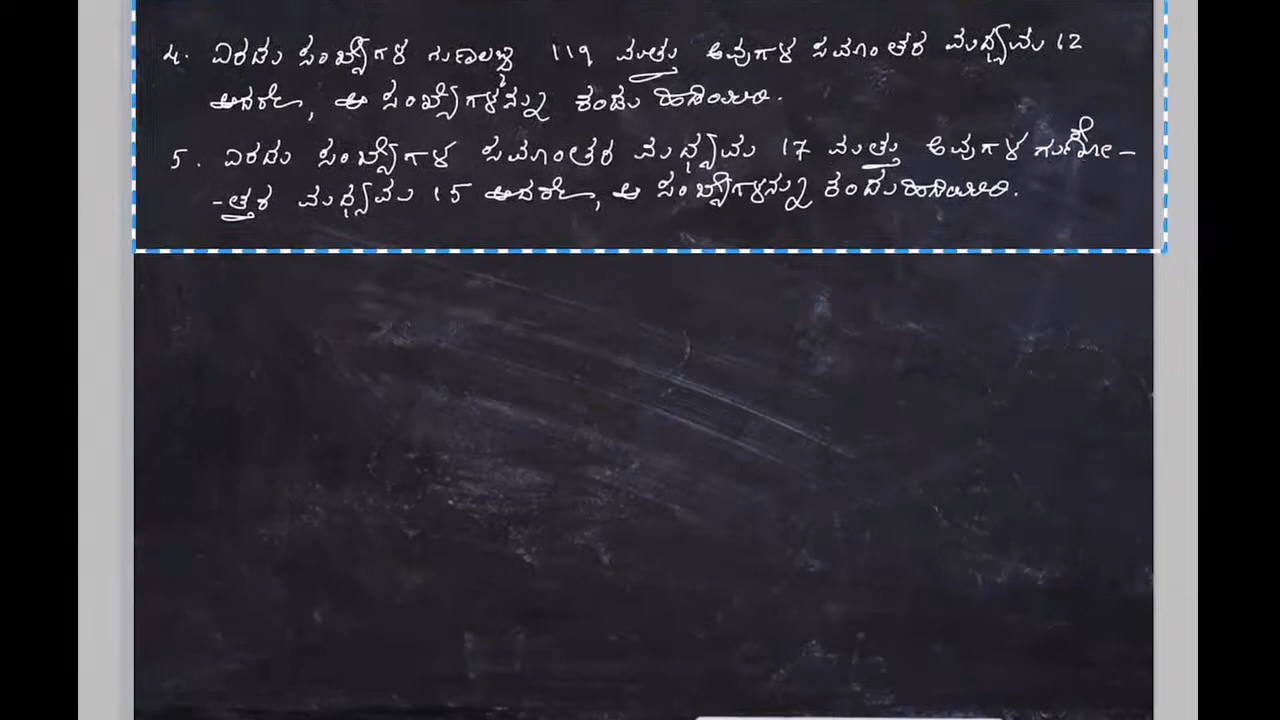 4. ಎರಡು ಸಂಖ್ಯೆಗಳ ಗುಣಲಬ್ಧ 119 ಮತ್ತು ಅವುಗಳ ಸಮಾಂತರ ಮಧ್ಯಮ 12
ಆದರೇ, ಆ ಸಂಖ್ಯೆಗಳನ್ನು ಕಂಡು ಹಿಡಿಯಿರಿ.
5. ಎರಡು ಸಂಖ್ಯೆಗಳ ಸಮಾಂತರ ಮಧ್ಯಮ 17 ಮತ್ತು ಅವುಗಳ ಗುಣೋ-
-ತ್ತರ ಮಧ್ಯಮ 15 ಆದರೇ, ಆ ಸಂಖ್ಯೆಗಳನ್ನು ಕಂಡುಹಿಡಿಯಿರಿ.